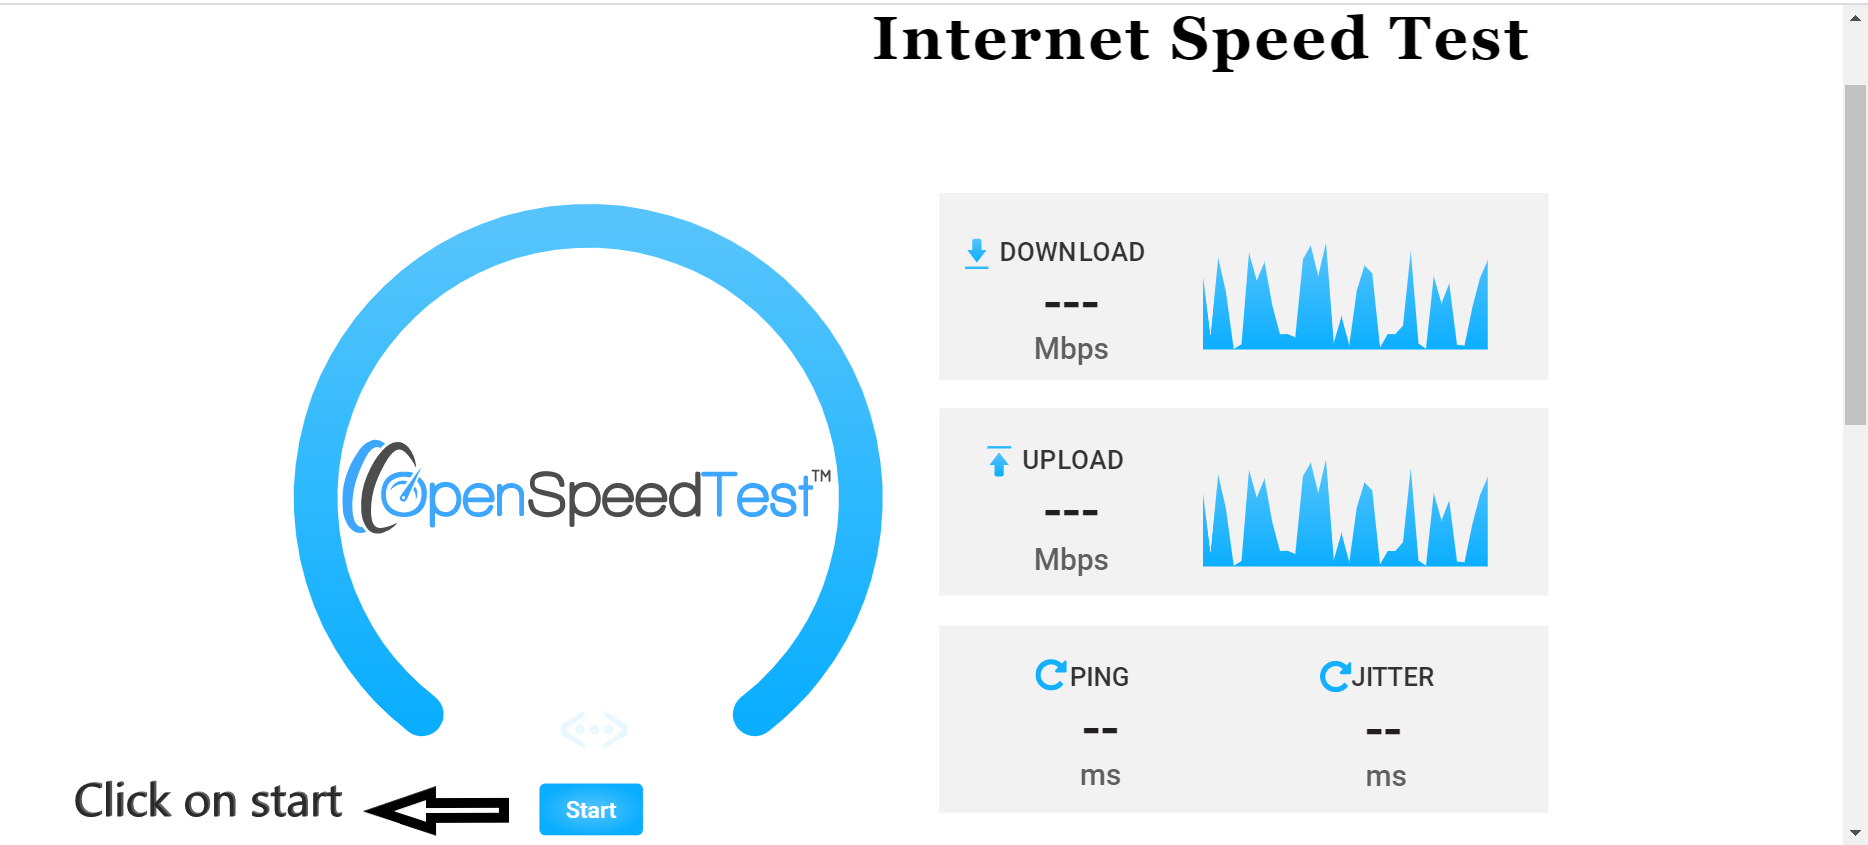 Internet Speed Test
OpenSpeedTest™
DOWNLOAD
---
Mbps
UPLOAD
---
Mbps
PING
--
ms
JITTER
--
ms
Click on start
Start